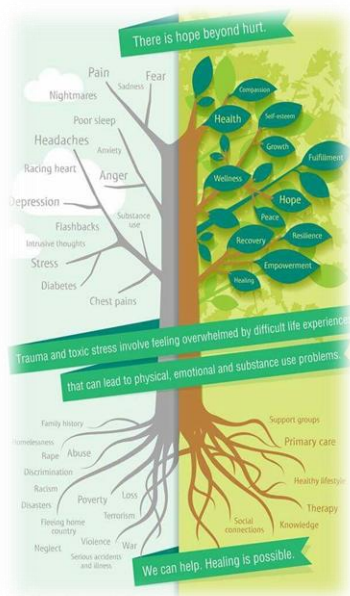 There is hope beyond hurt.
Pain
Fear
Sadness
Nightmares
Poor sleep
Headaches
Anxiety
Racing heart
Anger
Depression
Substance
use
Flashbacks
Intrusive thoughts
Stress
Diabetes
Chest pains
Compassion
Health
Self-esteem
Growth
Fulfillment
Wellness
Hope
Peace
Resilience
Recovery
Empowerment
Healing
Trauma and toxic stress involve feeling overwhelmed by difficult life experience
that can lead to physical, emotional and substance use problems.
Family history
Homelessness
Rape
Abuse
Discrimination
Racism
Poverty
Loss
Disasters
Terrorism
Fleeing home
country
Violence
War
Neglect
Serious accidents
and illness
Support groups
Primary care
Healthy lifestyle
Therapy
Social
connections
Knowledge
We can help. Healing is possible.